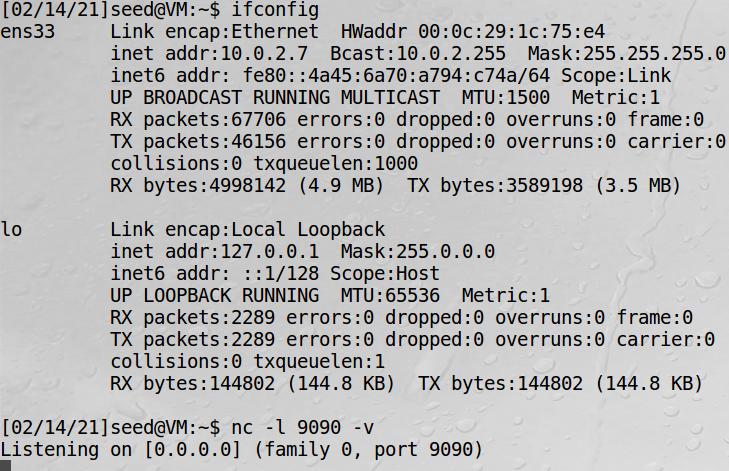 [02/14/21]seed@VM:~$ ifconfig
ens33     Link encap:Ethernet  HWaddr 00:0c:29:1c:75:e4
          inet addr:10.0.2.7  Bcast:10.0.2.255  Mask:255.255.255.0
          inet6 addr: fe80::4a45:6a70:a794:c74a/64 Scope:Link
          UP BROADCAST RUNNING MULTICAST  MTU:1500  Metric:1
          RX packets:67706 errors:0 dropped:0 overruns:0 frame:0
          TX packets:46156 errors:0 dropped:0 overruns:0 carrier:0
          collisions:0 txqueuelen:1000
          RX bytes:4998142 (4.9 MB)  TX bytes:3589198 (3.5 MB)

lo        Link encap:Local Loopback
          inet addr:127.0.0.1  Mask:255.0.0.0
          inet6 addr: ::1/128 Scope:Host
          UP LOOPBACK RUNNING  MTU:65536  Metric:1
          RX packets:2289 errors:0 dropped:0 overruns:0 frame:0
          TX packets:2289 errors:0 dropped:0 overruns:0 carrier:0
          collisions:0 txqueuelen:1
          RX bytes:144802 (144.8 KB)  TX bytes:144802 (144.8 KB)

[02/14/21]seed@VM:~$ nc -l 9090 -v
Listening on [0.0.0.0] (family 0, port 9090)